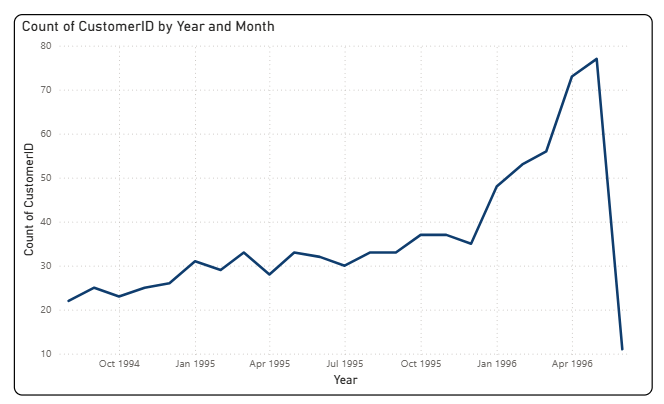 Count of CustomerID by Year and Month
80
70
60
50
40
30
20
10
Count of CustomerID
Oct 1994 Jan 1995 Apr 1995 Jul 1995 Oct 1995 Jan 1996 Apr 1996
Year